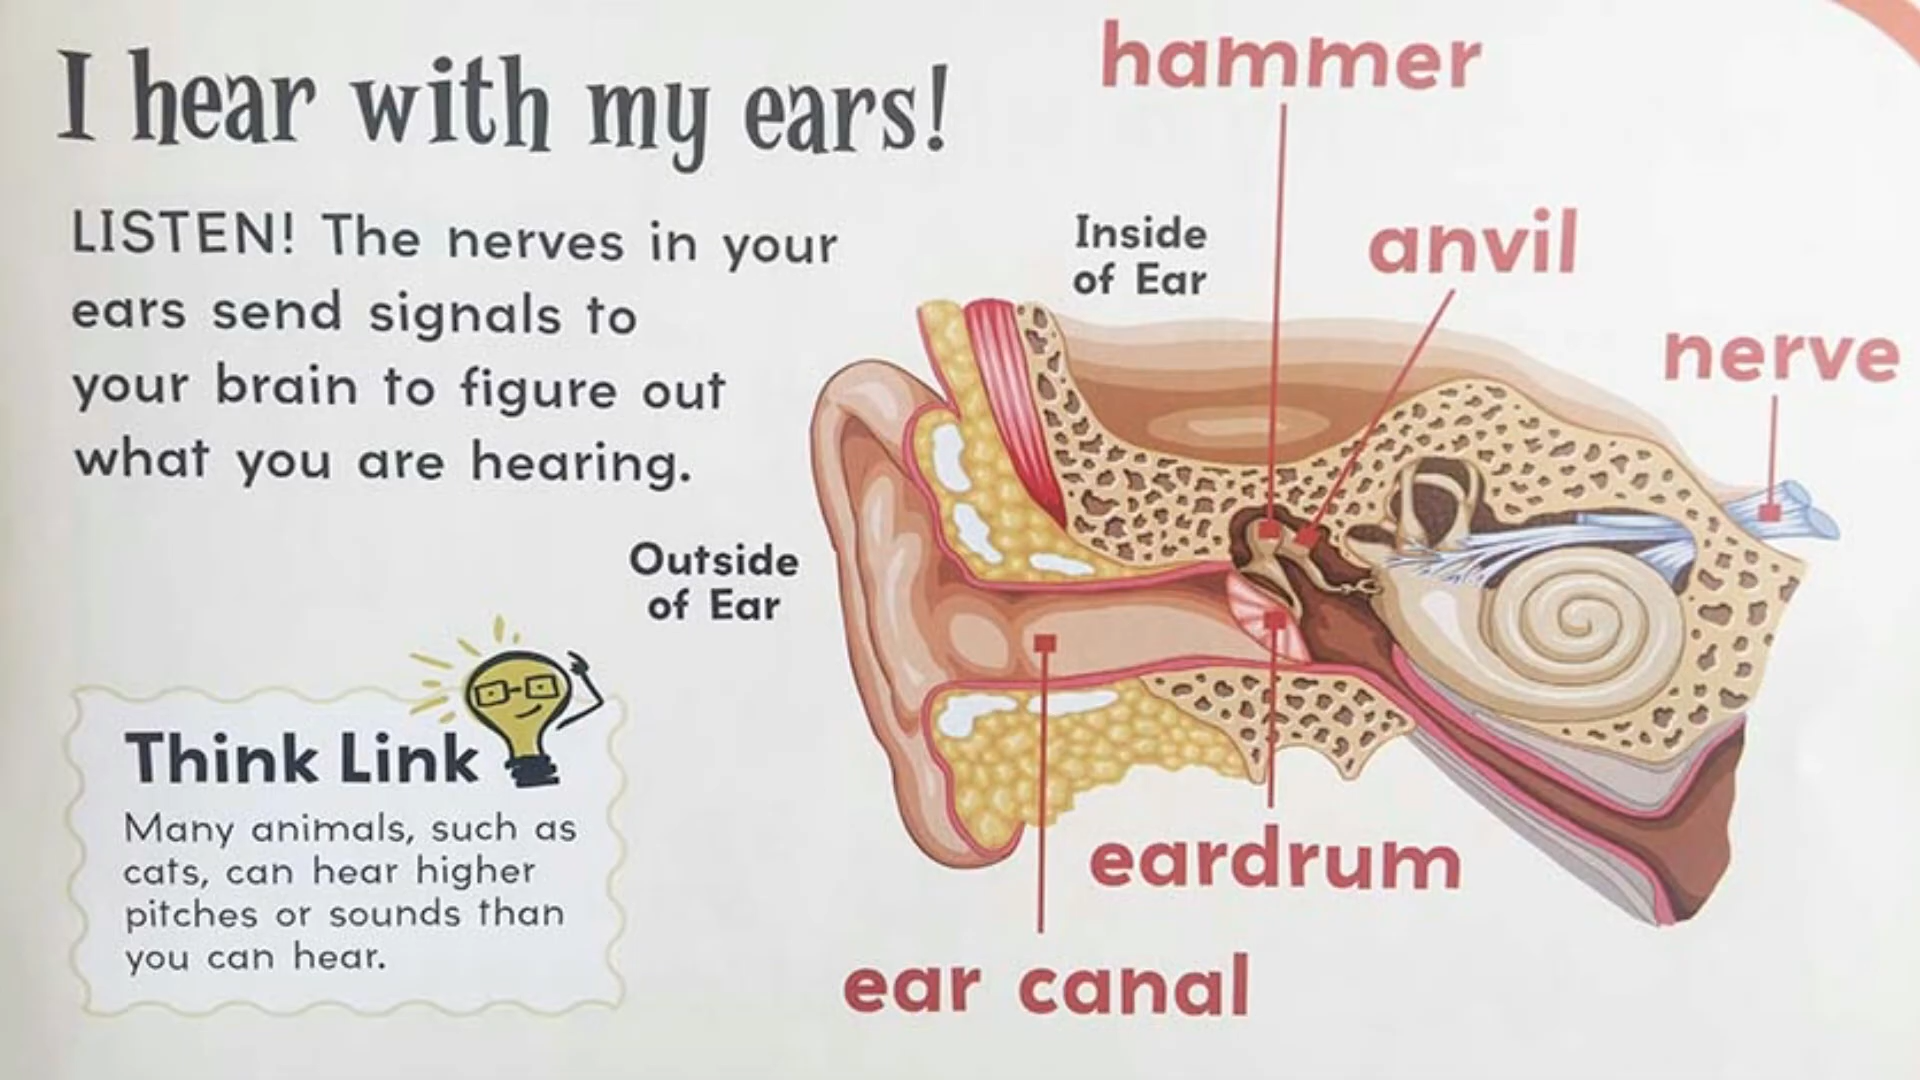 I hear with my ears!
LISTEN! The nerves in your
ears send signals to
your brain to figure out
what you are hearing.
hammer
Inside
of Ear
anvil
nerve
Outside
of Ear
eardrum
ear canal
Think Link
Many animals, such as
cats, can hear higher
pitches or sounds than
you can hear.